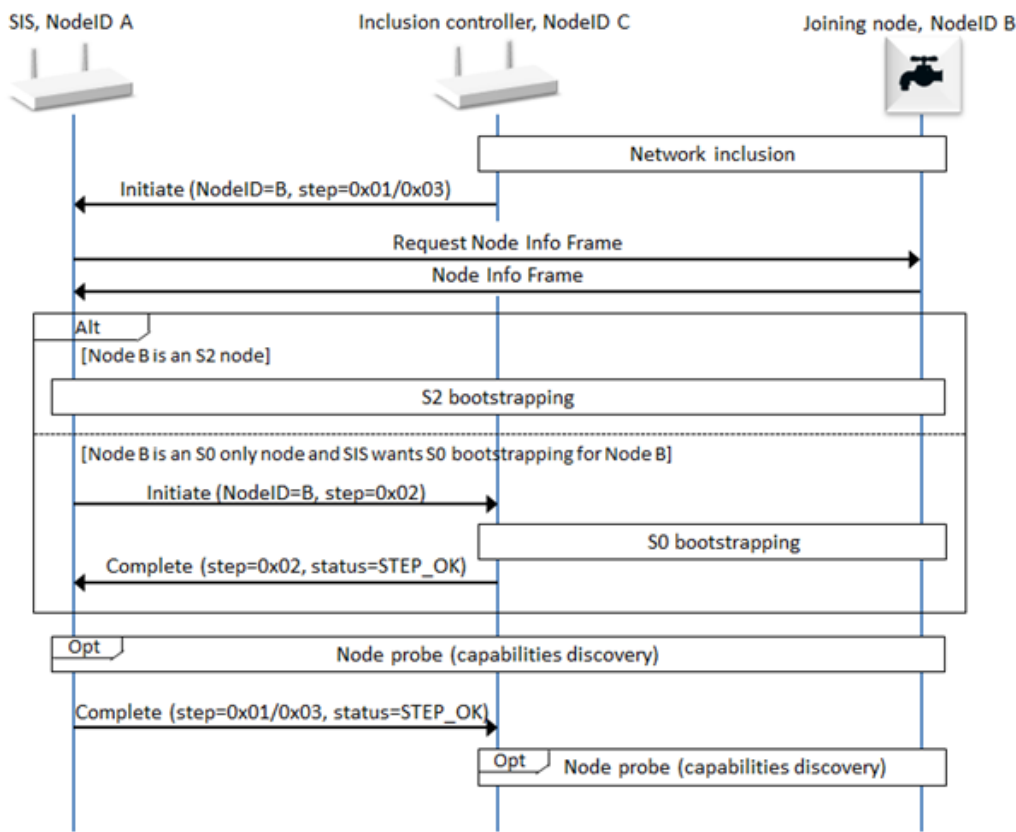 SIS, NodeID A
Inclusion controller, NodeID C
Joining node, NodeID B
Network inclusion
Initiate (NodeID=B, step=0x01/0x03)
Request Node Info Frame
Node Info Frame
Alt
[Node B is an S2 node]
S2 bootstrapping
[Node B is an S0 only node and SIS wants S0 bootstrapping for Node B]
Initiate (NodeID=B, step=0x02)
S0 bootstrapping
Complete (step=0x02, status=STEP_OK)
Opt
Node probe (capabilities discovery)
Complete (step=0x01/0x03, status=STEP_OK)
Opt
Node probe (capabilities discovery)